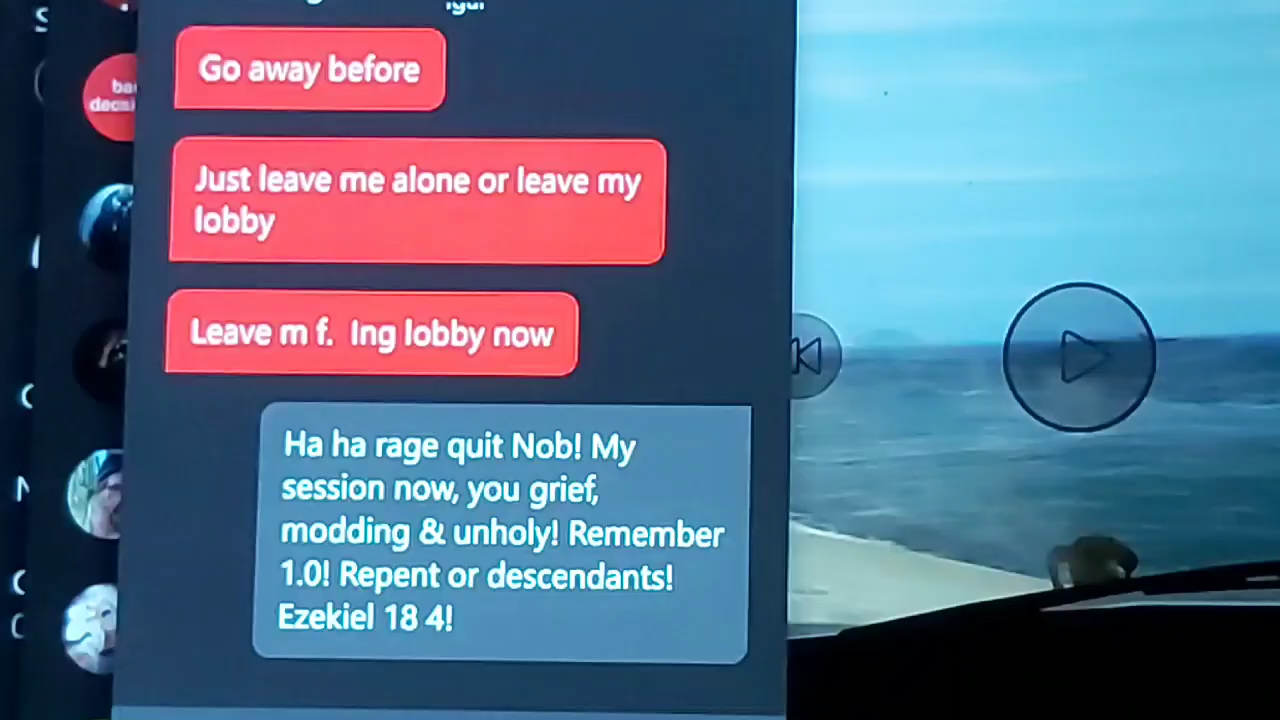 Go away before
Just leave me alone or leave my
lobby
Leave m f. Ing lobby now
Ha ha rage quit Nob! My
session now, you grief,
modding & unholy! Remember
1.0! Repent or descendants!
Ezekiel 18 4!